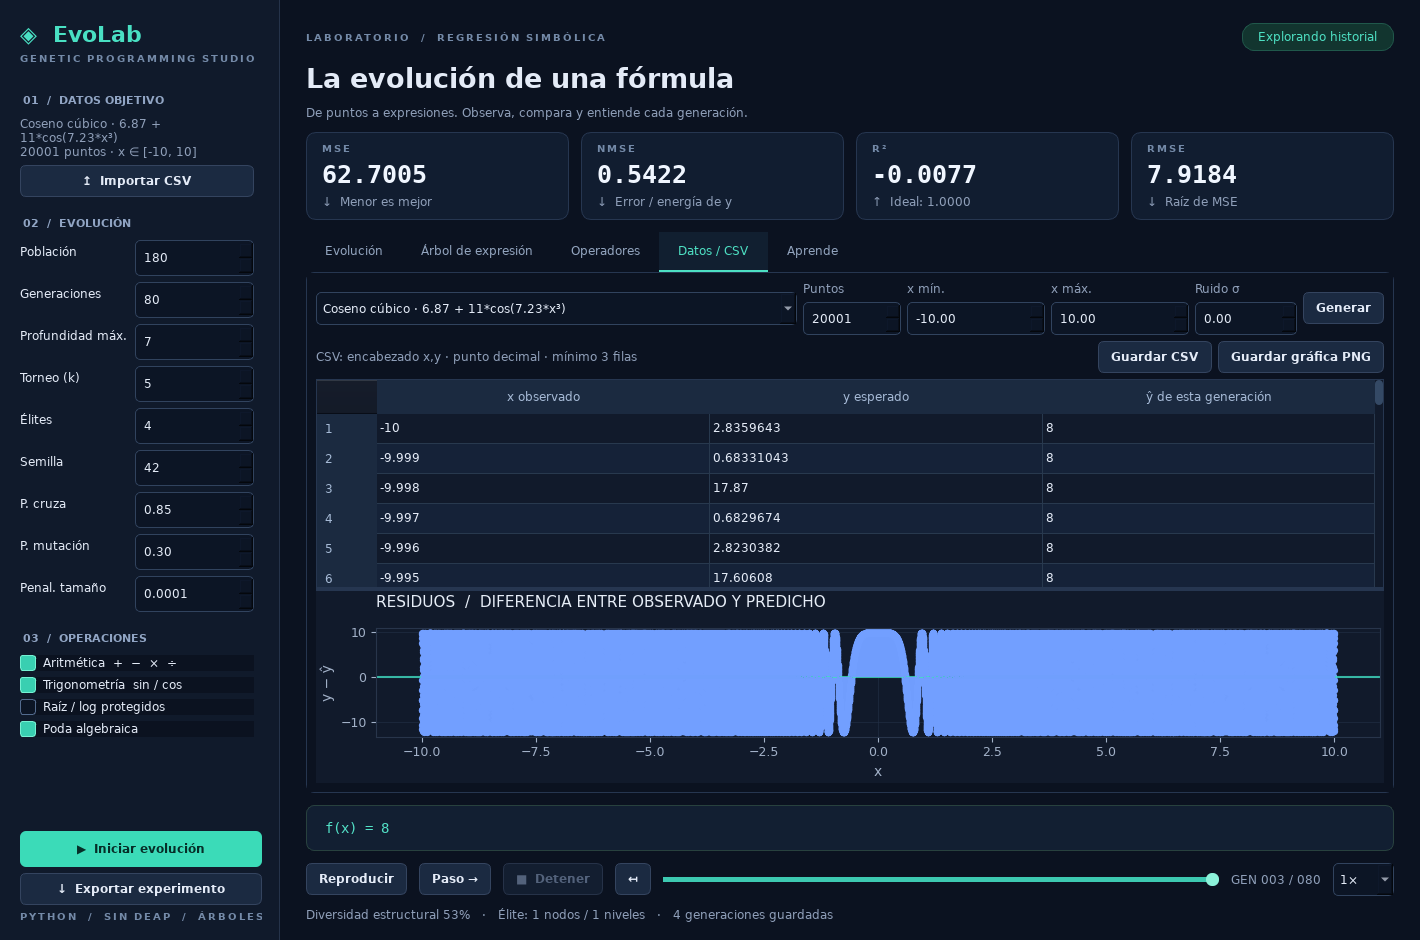 ◈ EvoLab
GENETIC PROGRAMMING STUDIO
01 / DATOS OBJETIVO
Coseno cúbico · 6.87 +
11*cos(7.23*x³)
20001 puntos · x ∈ [-10, 10]
↥ Importar CSV
02 / EVOLUCIÓN
Población 180
Generaciones 80
Profundidad máx. 7
Torneo (k) 5
Élites 4
Semilla 42
P. cruza 0.85
P. mutación 0.30
Penal. tamaño 0.0001
03 / OPERACIONES
Aritmética + − × ÷
Trigonometría sin / cos
Raíz / log protegidos
Poda algebraica
▶ Iniciar evolución
↓ Exportar experimento
PYTHON / SIN DEAP / ÁRBOLES
LABORATORIO / REGRESIÓN SIMBÓLICA
Explorando historial
La evolución de una fórmula
De puntos a expresiones. Observa, compara y entiende cada generación.
MSE
62.7005
↓ Menor es mejor
NMSE
0.5422
↓ Error / energía de y
R²
-0.0077
↑ Ideal: 1.0000
RMSE
7.9184
↓ Raíz de MSE
Evolución Árbol de expresión Operadores Datos / CSV Aprende
Puntos x mín. x máx. Ruido σ
Coseno cúbico · 6.87 + 11*cos(7.23*x³) 20001 -10.00 10.00 0.00 Generar
CSV: encabezado x,y · punto decimal · mínimo 3 filas Guardar CSV Guardar gráfica PNG
x observado y esperado ŷ de esta generación
1 -10 2.8359643 8
2 -9.999 0.68331043 8
3 -9.998 17.87 8
4 -9.997 0.6829674 8
5 -9.996 2.8230382 8
6 -9.995 17.60608 8
RESIDUOS / DIFERENCIA ENTRE OBSERVADO Y PREDICHO
y − ŷ
10
0
−10
−10.0 −7.5 −5.0 −2.5 0.0 2.5 5.0 7.5 10.0
x
f(x) = 8
Reproducir Paso → ■ Detener ↤ GEN 003 / 080 1×
Diversidad estructural 53% · Élite: 1 nodos / 1 niveles · 4 generaciones guardadas